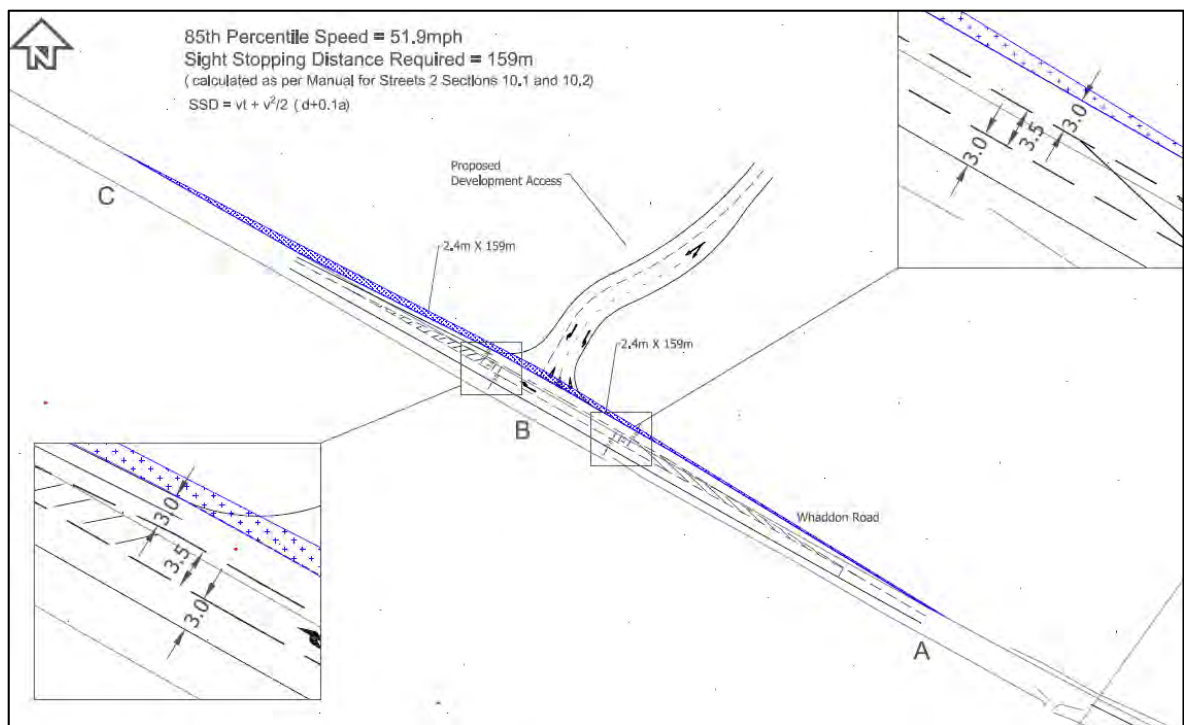 N
85th Percentile Speed = 51.9mph
Sight Stopping Distance Required = 159m
( calculated as per Manual for Streets 2 Sections 10.1 and 10.2)
SSD = vt + v²/2 ( d+0.1a)
3.0
3.5
3.0
Proposed
Development Access
C
2.4m X 159m
2.4m X 159m
B
Whaddon Road
3.0
3.5
3.0
A